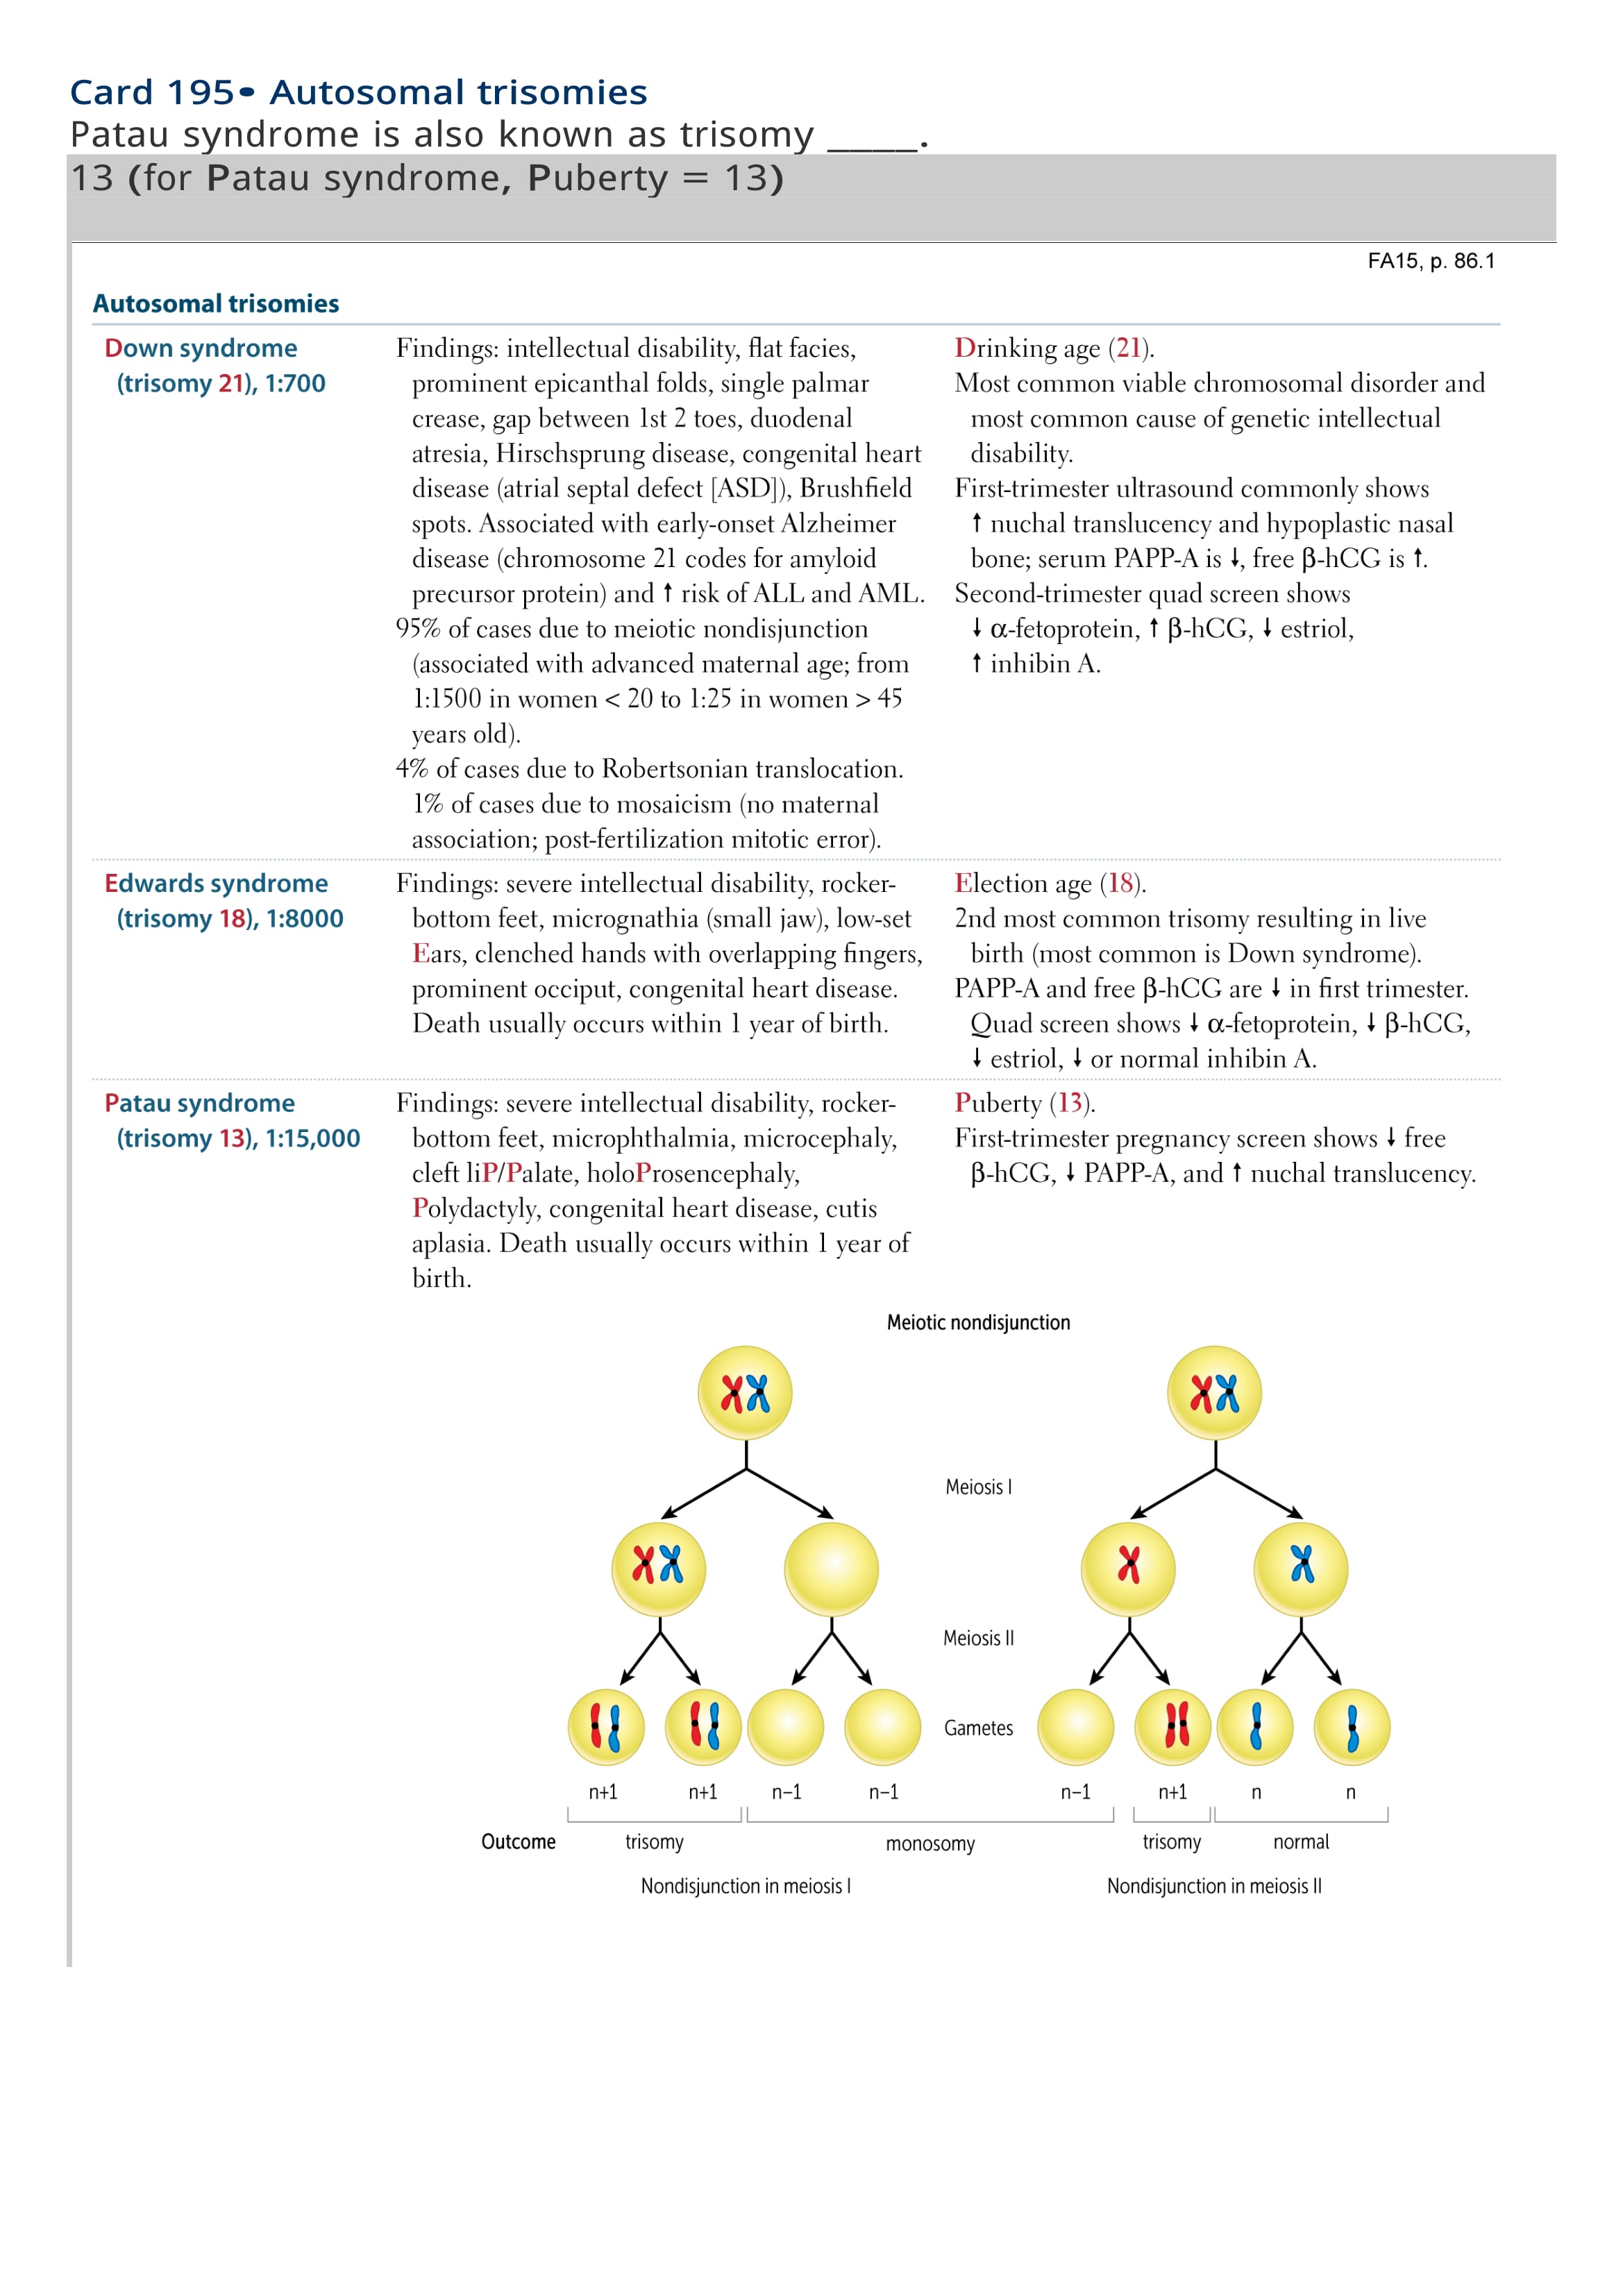 Card 195• Autosomal trisomies
Patau syndrome is also known as trisomy ____.
13 (for Patau syndrome, Puberty = 13)
FA15, p. 86.1
Autosomal trisomies
Down syndrome
(trisomy 21), 1:700
Findings: intellectual disability, flat facies,
prominent epicanthal folds, single palmar
crease, gap between 1st 2 toes, duodenal
atresia, Hirschsprung disease, congenital heart
disease (atrial septal defect [ASD]), Brushfield
spots. Associated with early-onset Alzheimer
disease (chromosome 21 codes for amyloid
precursor protein) and ↑ risk of ALL and AML.
95% of cases due to meiotic nondisjunction
(associated with advanced maternal age; from
1:1500 in women < 20 to 1:25 in women > 45
years old).
4% of cases due to Robertsonian translocation.
1% of cases due to mosaicism (no maternal
association; post-fertilization mitotic error).
Drinking age (21).
Most common viable chromosomal disorder and
most common cause of genetic intellectual
disability.
First-trimester ultrasound commonly shows
↑ nuchal translucency and hypoplastic nasal
bone; serum PAPP-A is ↓, free β-hCG is ↑.
Second-trimester quad screen shows
↓ α-fetoprotein, ↑ β-hCG, ↓ estriol,
↑ inhibin A.
Edwards syndrome
(trisomy 18), 1:8000
Findings: severe intellectual disability, rocker-
bottom feet, micrognathia (small jaw), low-set
Ears, clenched hands with overlapping fingers,
prominent occiput, congenital heart disease.
Death usually occurs within 1 year of birth.
Election age (18).
2nd most common trisomy resulting in live
birth (most common is Down syndrome).
PAPP-A and free β-hCG are ↓ in first trimester.
Quad screen shows ↓ α-fetoprotein, ↓ β-hCG,
↓ estriol, ↓ or normal inhibin A.
Patau syndrome
(trisomy 13), 1:15,000
Findings: severe intellectual disability, rocker-
bottom feet, microphthalmia, microcephaly,
cleft liP/Palate, holoProsencephaly,
Polydactyly, congenital heart disease, cutis
aplasia. Death usually occurs within 1 year of
birth.
Puberty (13).
First-trimester pregnancy screen shows ↓ free
β-hCG, ↓ PAPP-A, and ↑ nuchal translucency.
Meiotic nondisjunction
Meiosis I
Meiosis II
Gametes
n+1 n+1 n−1 n−1 n−1 n+1 n n
Outcome trisomy monosomy trisomy normal
Nondisjunction in meiosis I Nondisjunction in meiosis II